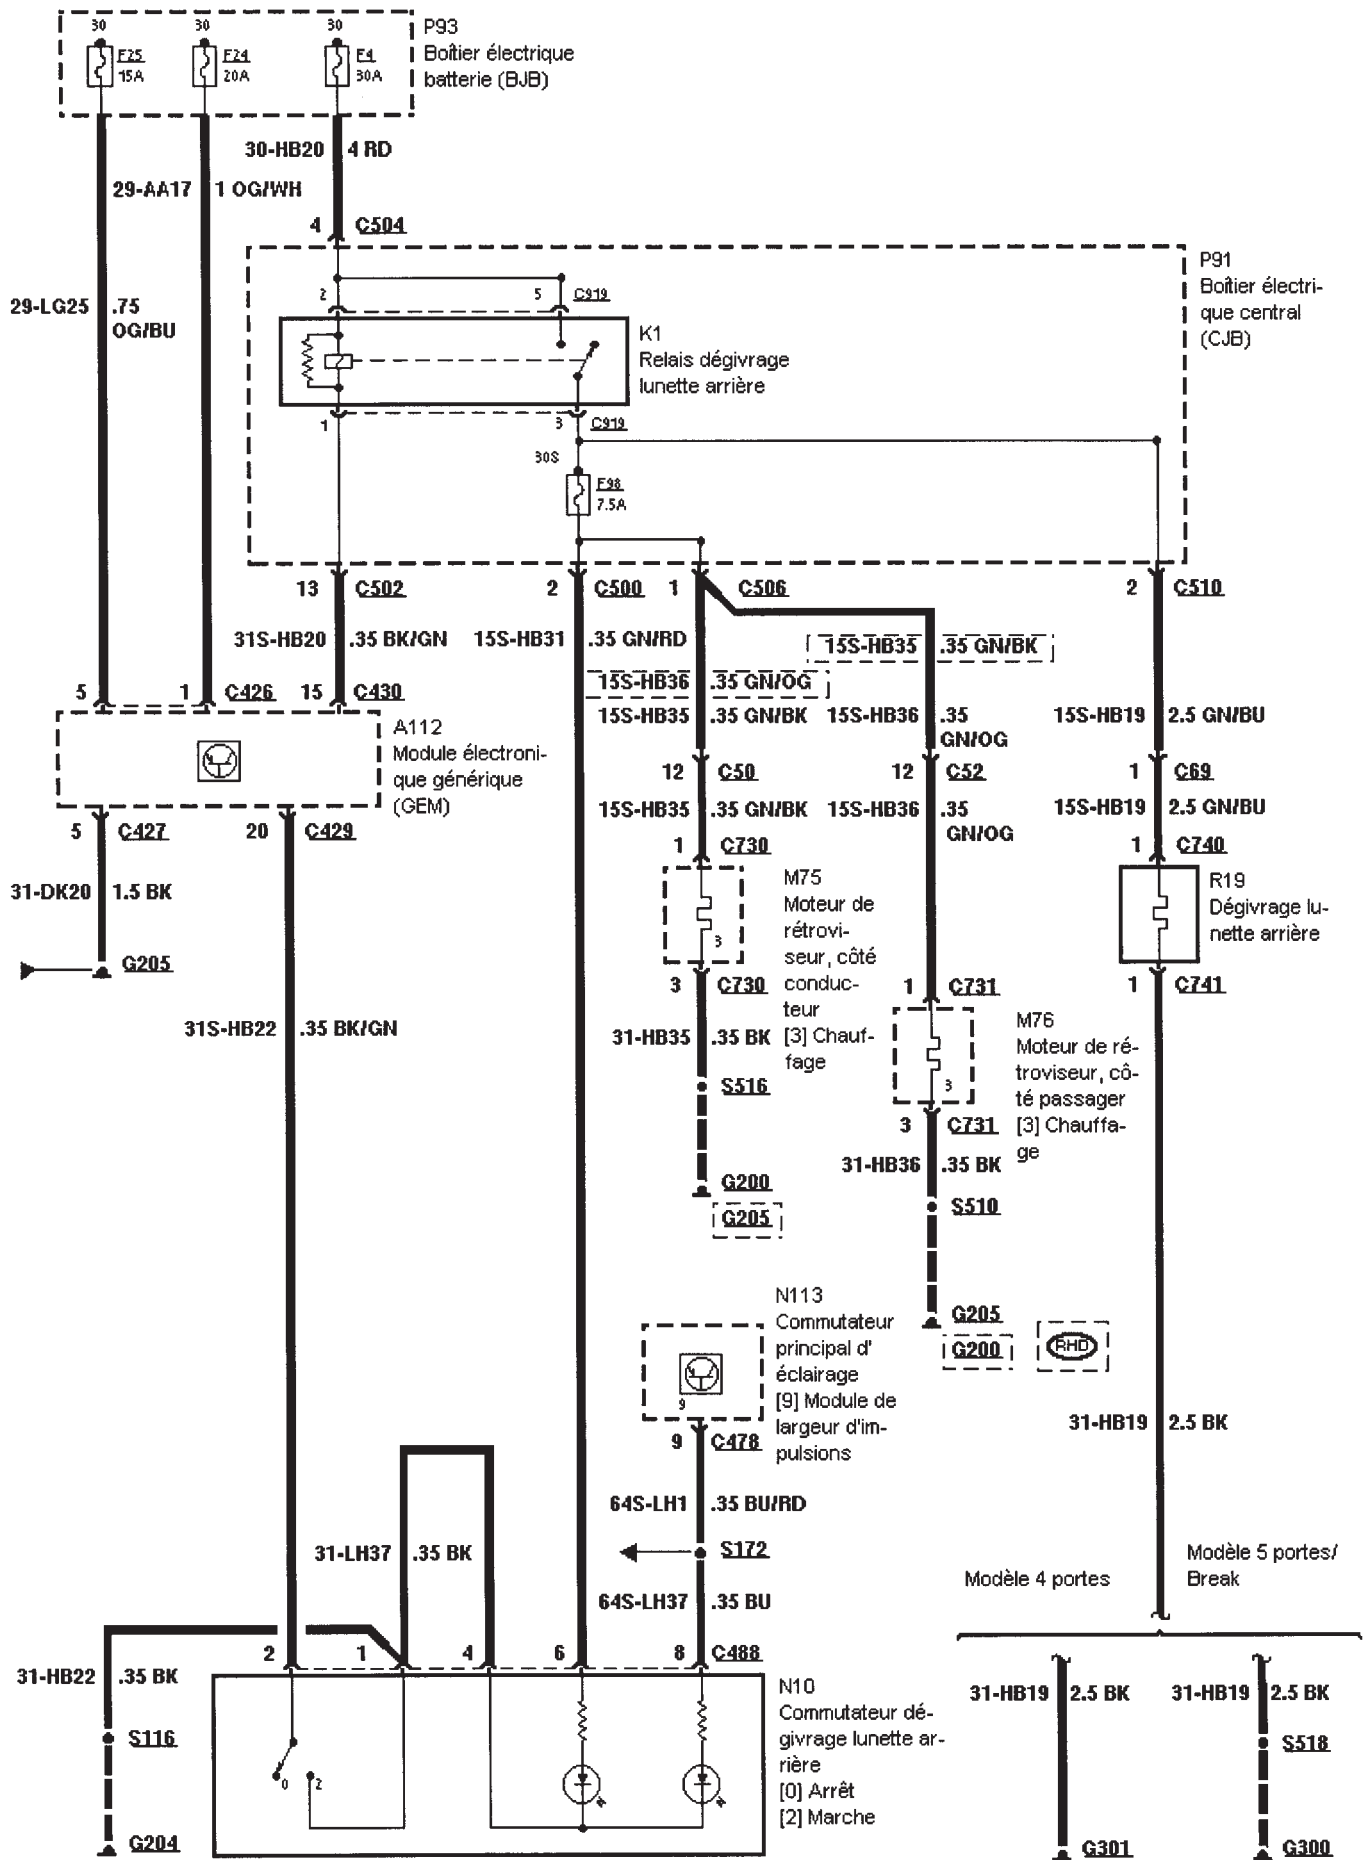 30
30
30
F25
15A
F24
20A
F4
30A
P93
Boîtier électrique
batterie (BJB)
30-HB20
4 RD
29-AA17
1 OG/WH
4
C504
29-LG25
.75
OG/BU
P91
Boîtier électri-
que central
(CJB)
2
5
C919
K1
Relais dégivrage
lunette arrière
1
3
C919
30S
F98
7.5A
13
C502
2
C500
1
C506
2
C510
31S-HB20
.35 BK/GN
15S-HB31
.35 GN/RD
15S-HB35
.35 GN/BK
15S-HB36
.35 GN/OG
5
1
C426
15
C430
15S-HB35
.35 GN/BK
15S-HB36
.35
GN/OG
15S-HB19
2.5 GN/BU
A112
Module électroni-
que générique
(GEM)
12
C50
12
C52
1
C69
15S-HB35
.35 GN/BK
15S-HB36
.35
GN/OG
15S-HB19
2.5 GN/BU
5
C427
20
C429
1
C730
1
C740
31-DK20
1.5 BK
G205
M75
Moteur de
rétrovi-
seur, côté
conduc-
teur
[3] Chauf-
fage
3
R19
Dégivrage lu-
nette arrière
3
C730
1
C731
1
C741
31S-HB22
.35 BK/GN
31-HB35
.35 BK
S516
M76
Moteur de ré-
troviseur, cô-
té passager
[3] Chauffa-
ge
3
3
C731
31-HB36
.35 BK
G200
G205
S510
N113
Commutateur
principal d'
éclairage
[9] Module de
largeur d'im-
pulsions
9
G205
G200
RHD
31-HB19
2.5 BK
9
C478
64S-LH1
.35 BU/RD
31-LH37
.35 BK
S172
Modèle 4 portes
Modèle 5 portes/
Break
64S-LH37
.35 BU
2
1
4
6
8
C488
31-HB22
.35 BK
31-HB19
2.5 BK
31-HB19
2.5 BK
S116
S518
N10
Commutateur dé-
givrage lunette ar-
rière
[0] Arrêt
[2] Marche
0
2
G204
G301
G300